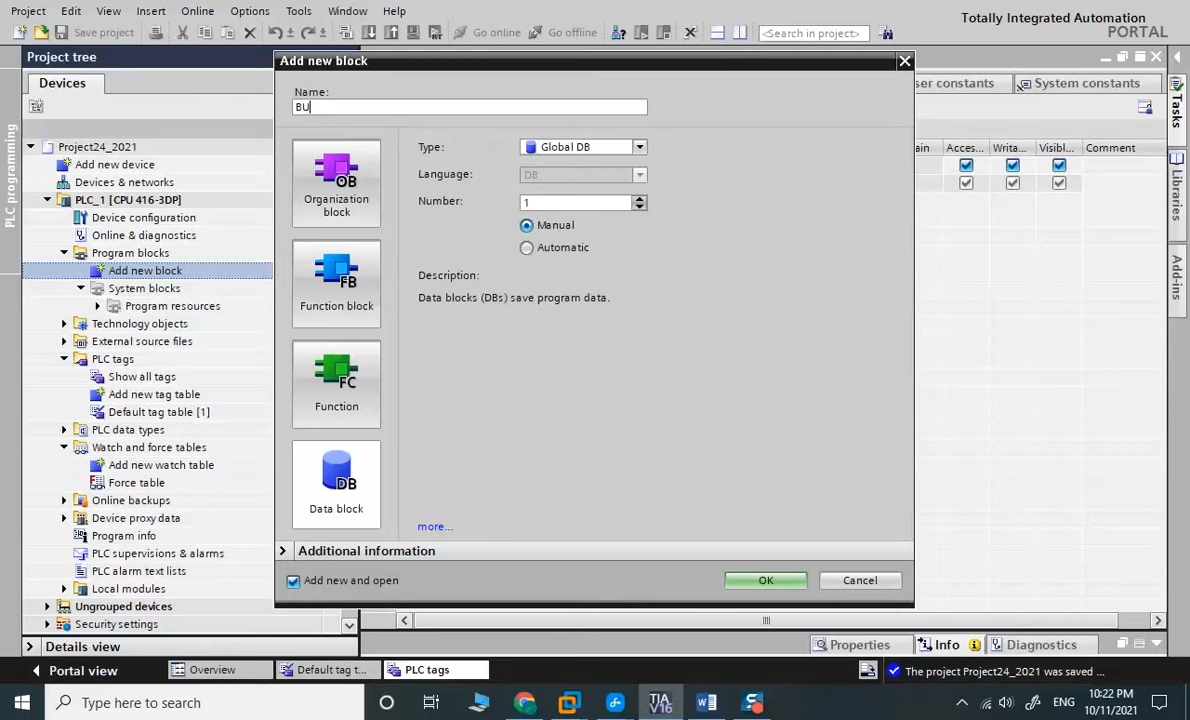 Project Edit View Insert Online Options Tools Window Help
Totally Integrated Automation
PORTAL
Save project
Go online
Go offline
<Search in project>
Project tree
Add new block
Devices
ser constants
System constants
Tasks
Libraries
Add-ins
PLC programming
Name:
BU
Project24_2021
Add new device
Devices & networks
PLC_1 [CPU 416-3DP]
Device configuration
Online & diagnostics
Program blocks
Add new block
System blocks
Program resources
Technology objects
External source files
PLC tags
Show all tags
Add new tag table
Default tag table [1]
PLC data types
Watch and force tables
Add new watch table
Force table
Online backups
Device proxy data
Program info
PLC supervisions & alarms
PLC alarm text lists
Local modules
Ungrouped devices
Security settings
Details view
OB
Organization
block
FB
Function block
FC
Function
DB
Data block
Type:
Global DB
Language:
DB
Number:
1
Manual
Automatic
Description:
Data blocks (DBs) save program data.
more...
Additional information
Add new and open
OK
Cancel
ain
Acces...
Writa...
Visibl...
Comment
Properties
Info
Diagnostics
Portal view
Overview
Default tag t...
PLC tags
The project Project24_2021 was saved ...
Type here to search
TIA
V16
ENG
10:22 PM
10/11/2021